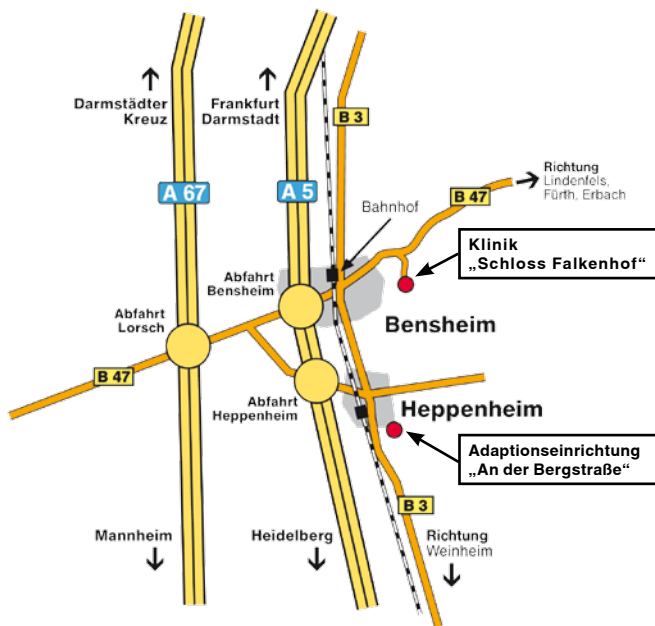 Darmstädter
Kreuz
Frankfurt
Darmstadt
B 3
A 67
A 5
Bahnhof
B 47
Richtung
Lindenfels,
Fürth, Erbach
Klinik
„Schloss Falkenhof“
Abfahrt
Bensheim
Abfahrt
Lorsch
Bensheim
B 47
Abfahrt
Heppenheim
Heppenheim
Adaptionseinrichtung
„An der Bergstraße“
B 3
Mannheim
Heidelberg
Richtung
Weinheim